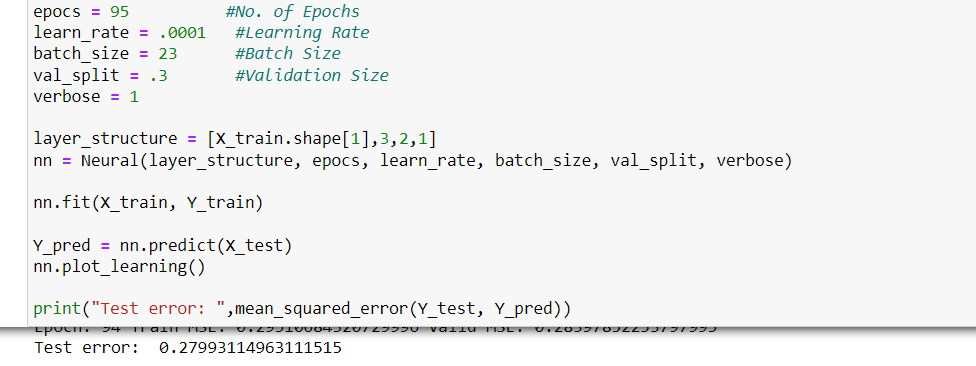 epocs = 95 #No. of Epochs
learn_rate = .0001 #Learning Rate
batch_size = 23 #Batch Size
val_split = .3 #Validation Size
verbose = 1
layer_structure = [X_train.shape[1],3,2,1]
nn = Neural(layer_structure, epocs, learn_rate, batch_size, val_split, verbose)
nn.fit(X_train, Y_train)
Y_pred = nn.predict(X_test)
nn.plot_learning()
print("Test error: ",mean_squared_error(Y_test, Y_pred))
Epoch: 94 Train MSE: Valid MSE:
Test error: 0.27993114963111515